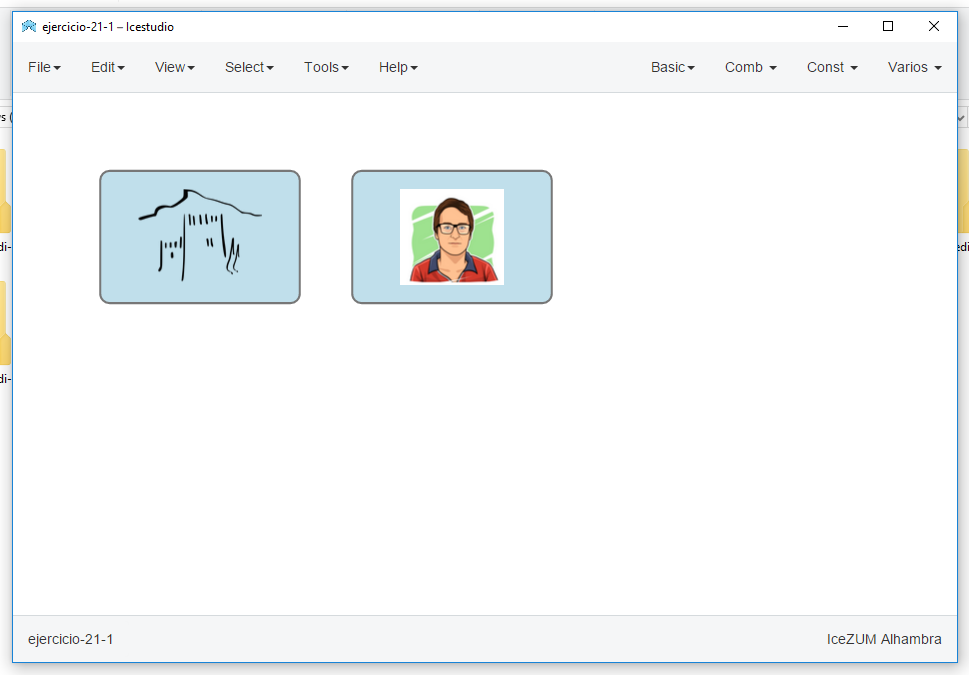 ejercicio-21-1 – Icestudio
File Edit View Select Tools Help Basic Comb Const Varios
ejercicio-21-1 IceZUM Alhambra